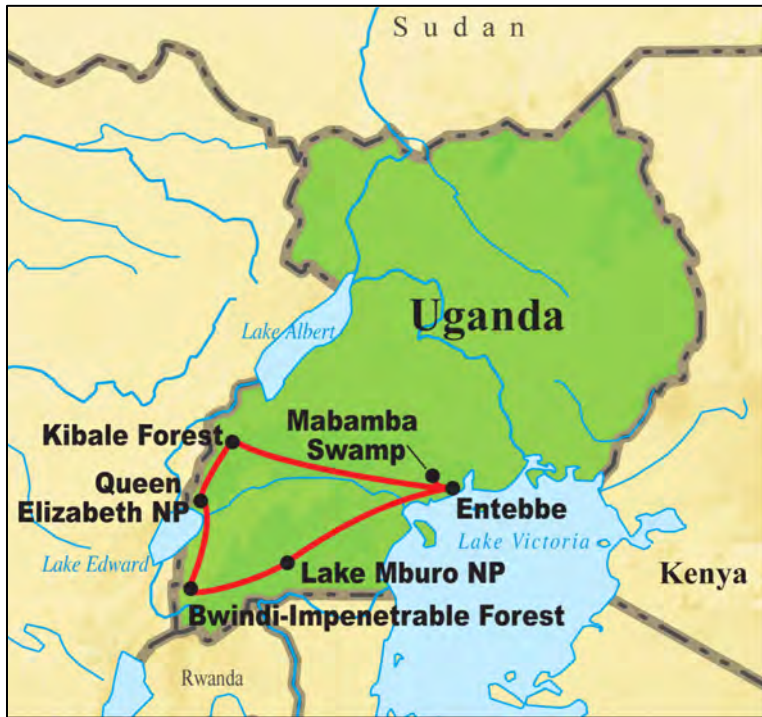 Sudan
Uganda
Lake Albert
Kibale Forest
Mabamba
Swamp
Queen
Elizabeth NP
Entebbe
Lake Victoria
Lake Edward
Lake Mburo NP
Kenya
Bwindi-Impenetrable Forest
Rwanda